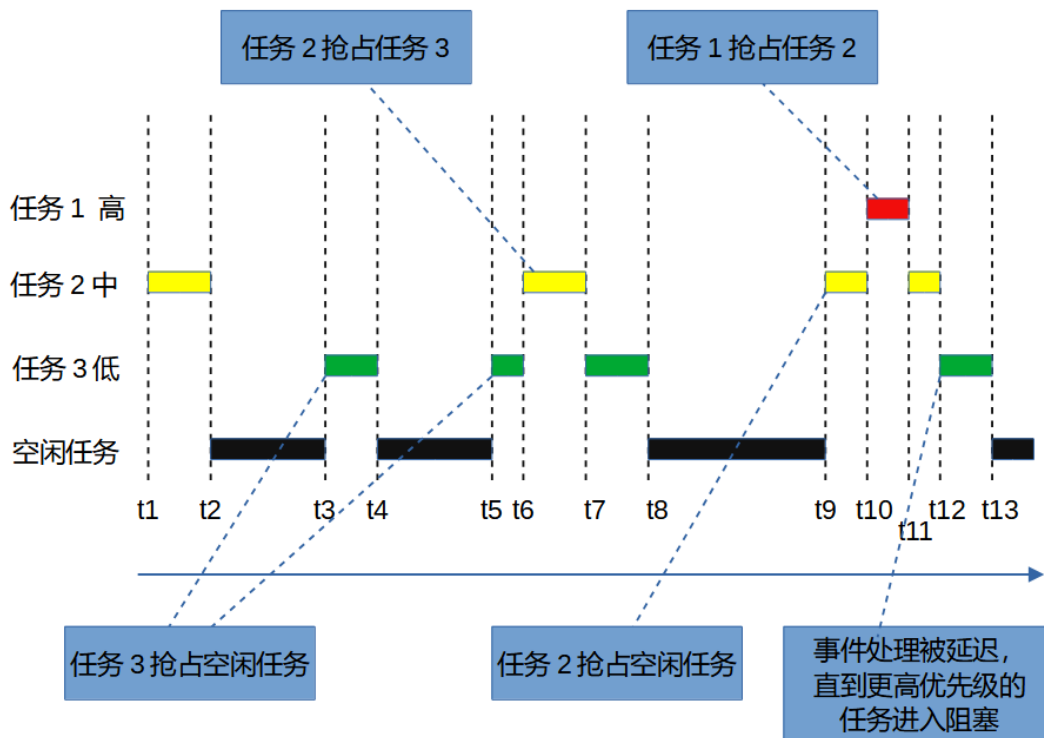 任务 2 抢占任务 3
任务 1 抢占任务 2
任务 1 高
任务 2 中
任务 3 低
空闲任务
t1 t2 t3 t4 t5 t6 t7 t8 t9 t10 t12 t13
t11
任务 3 抢占空闲任务
任务 2 抢占空闲任务
事件处理被延迟，
直到更高优先级的
任务进入阻塞